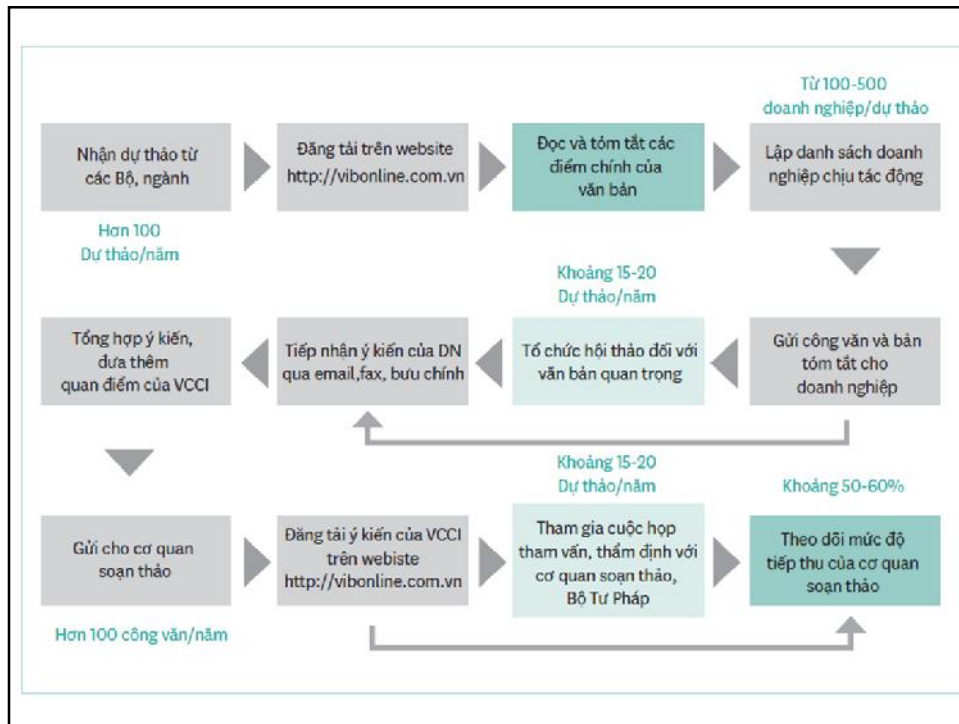 Nhận dự thảo từ
các Bộ, ngành
Hơn 100
Dự thảo/năm
Đăng tải trên website
http://vibonline.com.vn
Đọc và tóm tắt các
điểm chính của
văn bản
Từ 100-500
doanh nghiệp/dự thảo
Lập danh sách doanh
nghiệp chịu tác động
Gửi công văn và bản
tóm tắt cho
doanh nghiệp
Khoảng 15-20
Dự thảo/năm
Tổ chức hội thảo đối với
văn bản quan trọng
Tiếp nhận ý kiến của DN
qua email,fax, bưu chính
Tổng hợp ý kiến,
đưa thêm
quan điểm của VCCI
Gửi cho cơ quan
soạn thảo
Hơn 100 công văn/năm
Đăng tải ý kiến của VCCI
trên webiste
http://vibonline.com.vn
Khoảng 15-20
Dự thảo/năm
Tham gia cuộc họp
tham vấn, thẩm định với
cơ quan soạn thảo,
Bộ Tư Pháp
Khoảng 50-60%
Theo dõi mức độ
tiếp thu của cơ quan
soạn thảo